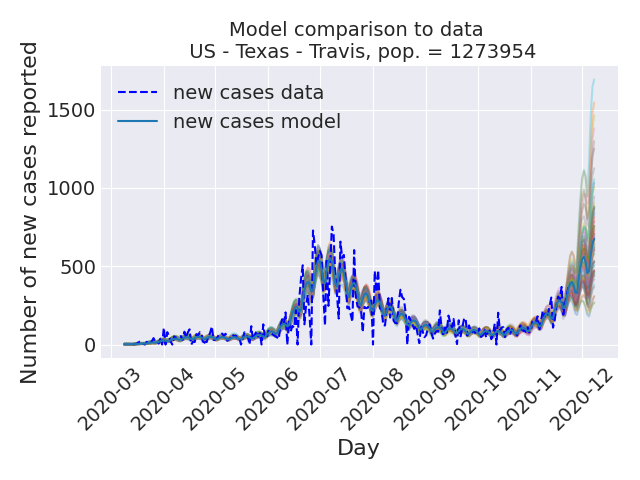 Model comparison to data
US - Texas - Travis, pop. = 1273954
new cases data
new cases model
Number of new cases reported
1500
1000
500
0
2020-03
2020-04
2020-05
2020-06
2020-07
2020-08
2020-09
2020-10
2020-11
2020-12
Day